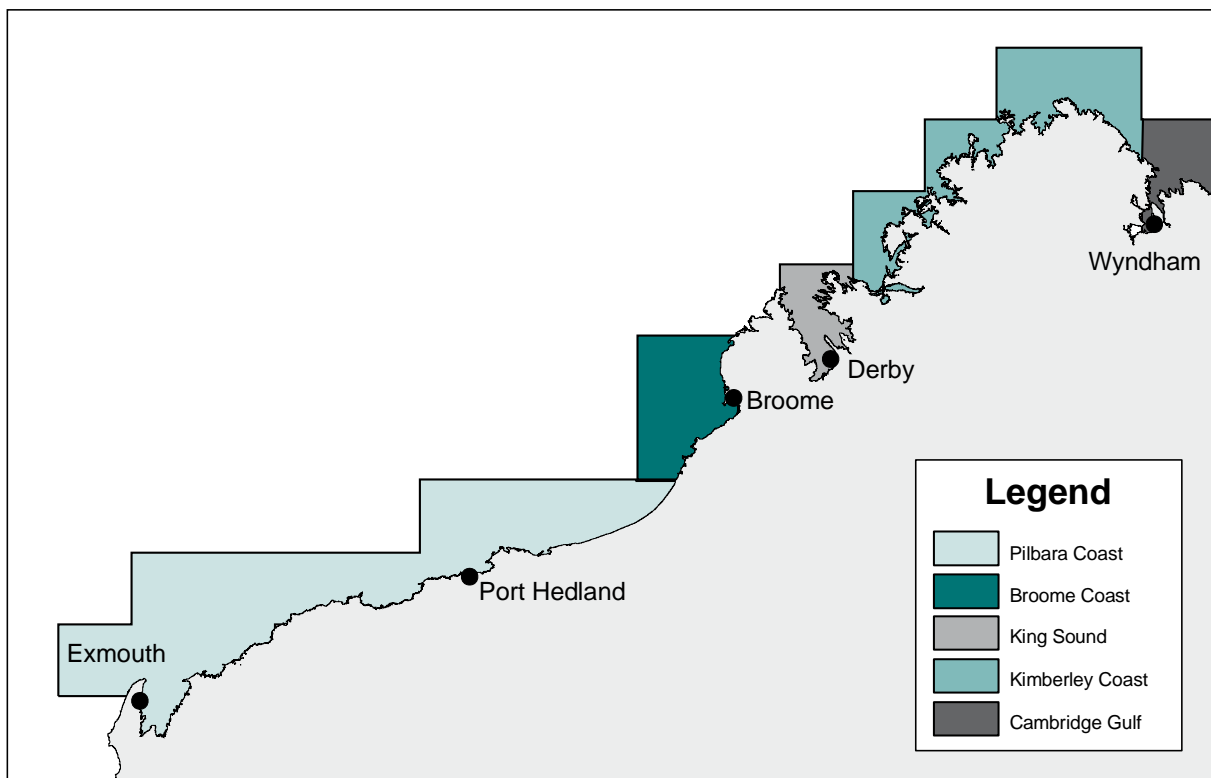 Wyndham
Derby
Broome
Port Hedland
Exmouth
Legend
Pilbara Coast
Broome Coast
King Sound
Kimberley Coast
Cambridge Gulf